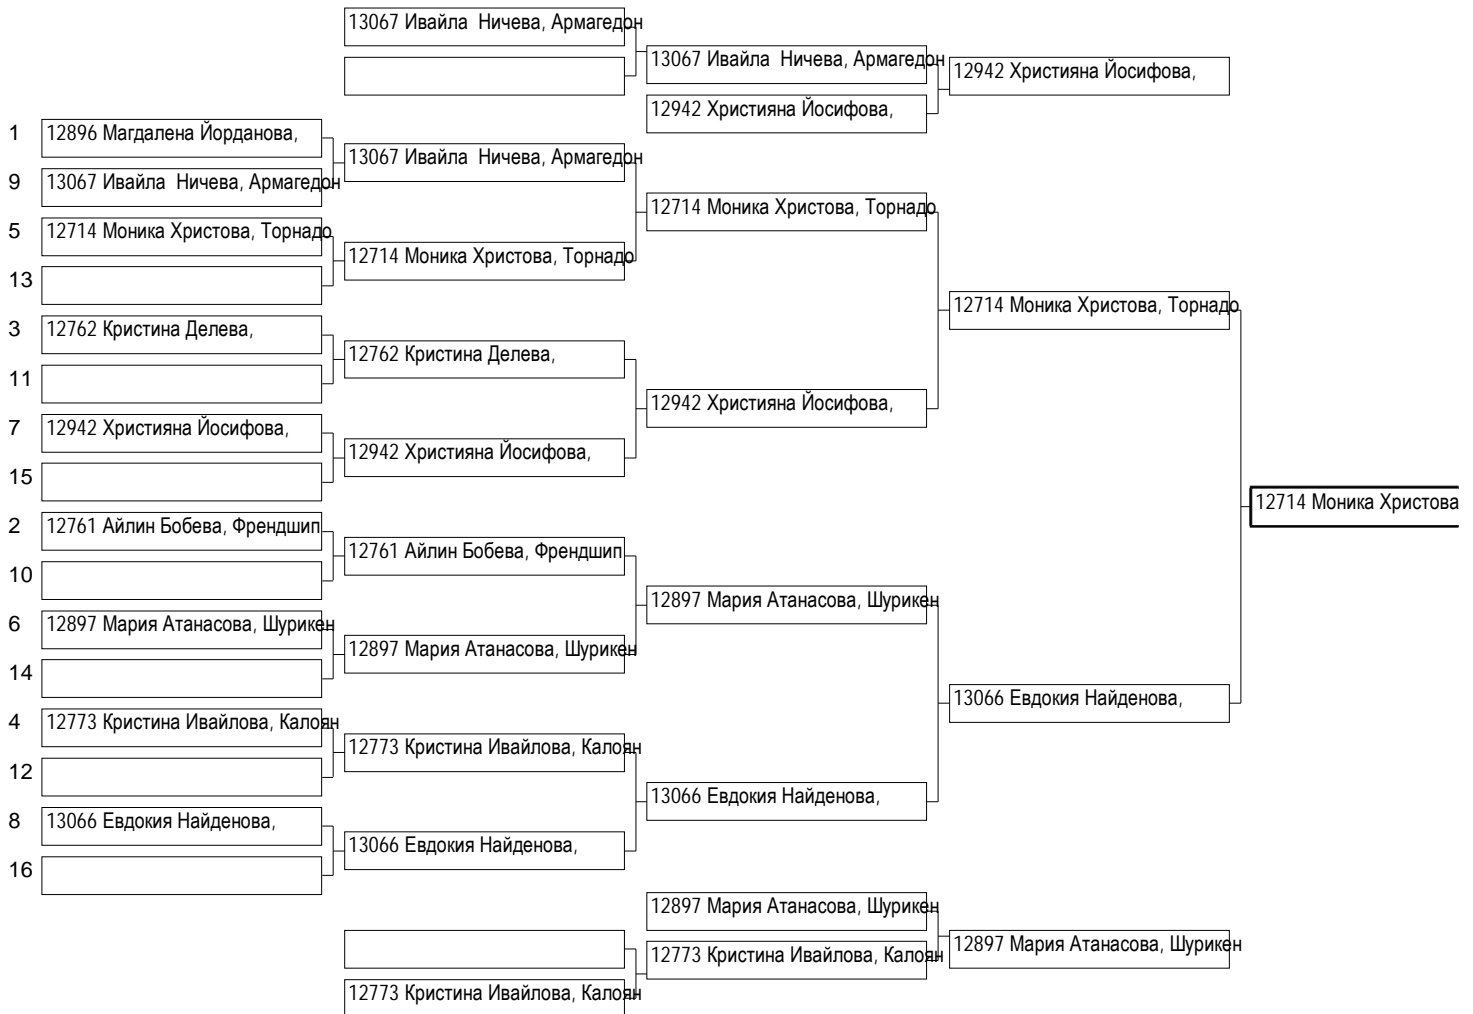 13067 Ивайла  Ничева, Армагедон
13067 Ивайла  Ничева, Армагедон
12942 Християна Йосифова,
12942 Християна Йосифова,
1 12896 Магдалена Йорданова,
13067 Ивайла  Ничева, Армагедон
9 13067 Ивайла  Ничева, Армагедон
12714 Моника Христова, Торнадо
5 12714 Моника Христова, Торнадо
12714 Моника Христова, Торнадо
13
12714 Моника Христова, Торнадо
3 12762 Кристина Делева,
12762 Кристина Делева,
11
12942 Християна Йосифова,
7 12942 Християна Йосифова,
12942 Християна Йосифова,
15
12714 Моника Христова
2 12761 Айлин Бобева, Френдшип
12761 Айлин Бобева, Френдшип
10
12897 Мария Атанасова, Шурикен
6 12897 Мария Атанасова, Шурикен
12897 Мария Атанасова, Шурикен
14
13066 Евдокия Найденова,
4 12773 Кристина Ивайлова, Калоян
12773 Кристина Ивайлова, Калоян
12
13066 Евдокия Найденова,
8 13066 Евдокия Найденова,
13066 Евдокия Найденова,
16
12897 Мария Атанасова, Шурикен
12773 Кристина Ивайлова, Калоян
12897 Мария Атанасова, Шурикен
12773 Кристина Ивайлова, Калоян